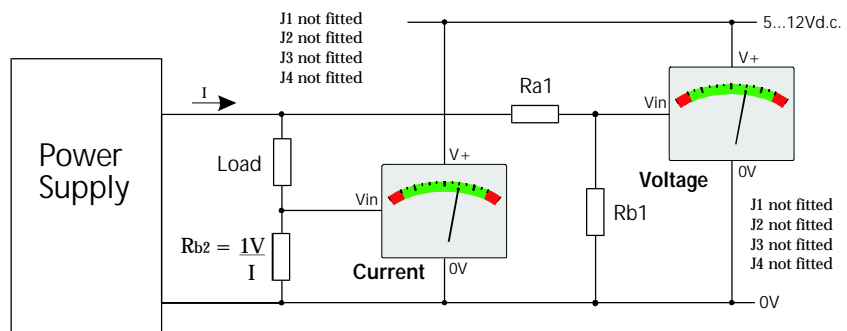 J1 not fitted
J2 not fitted
J3 not fitted
J4 not fitted
5...12Vd.c.
V+
I
Ra1
Vin
Power
Supply
Load
V+
0V
Voltage
Vin
Rb1
J1 not fitted
J2 not fitted
J3 not fitted
J4 not fitted
Rb2 = 1V
I
Current
0V
0V